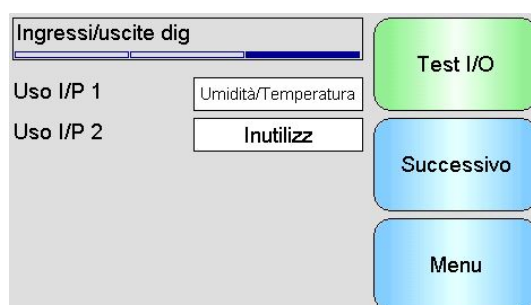 Ingressi/uscite dig
Test I/O
Uso I/P 1
Umidità/Temperatura
Uso I/P 2
Inutilizz
Successivo
Menu